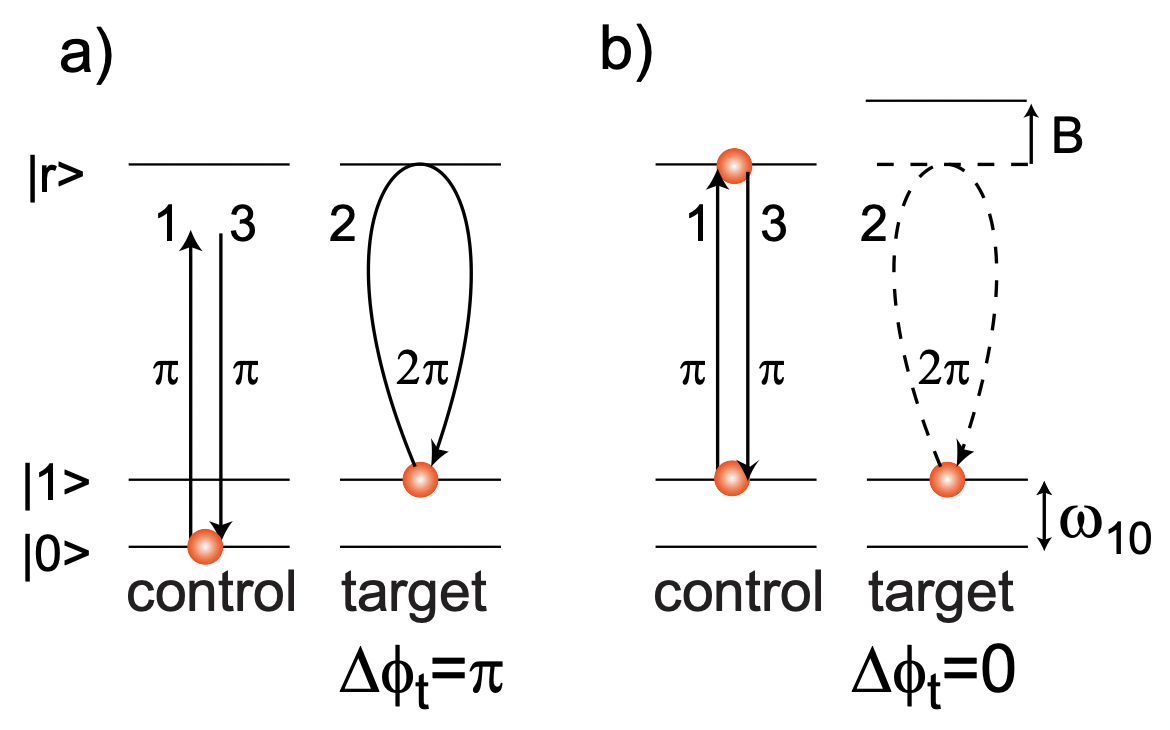 a)
b)
|r>
B
1
3
2
1
3
2
π
π
2π
π
π
2π
|1>
|0>
ω10
control
target
control
target
Δϕt=π
Δϕt=0